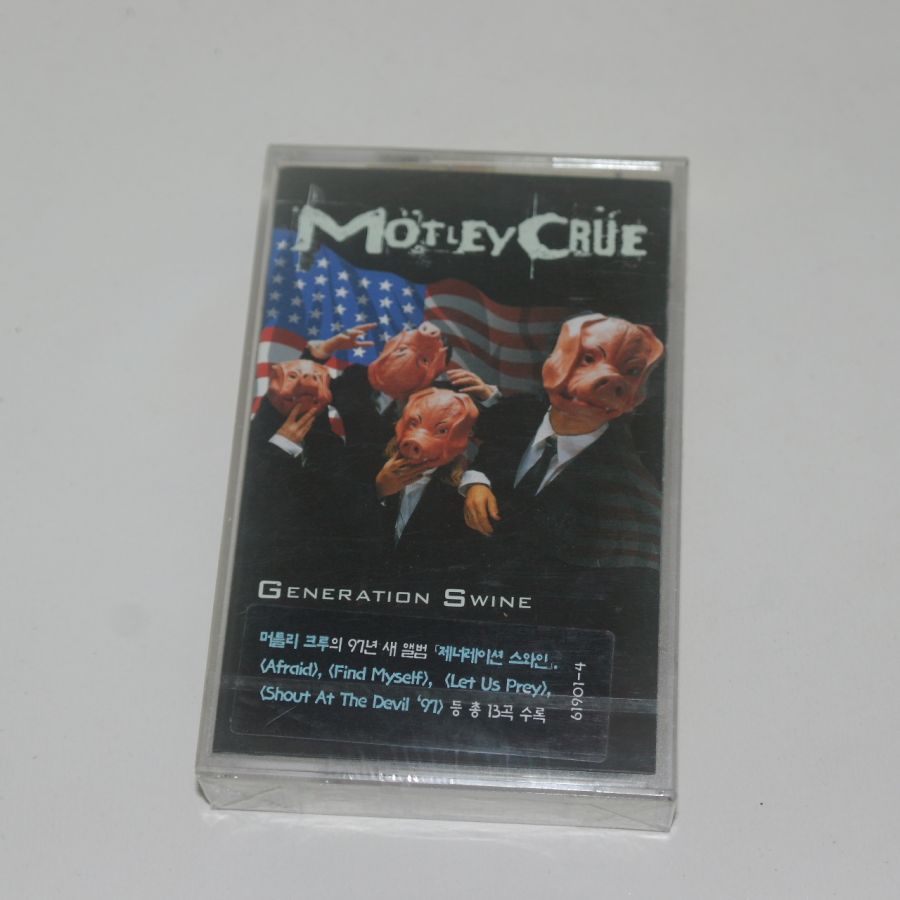 MÖTLEY CRÜE
GENERATION SWINE
머틀리 크루의 97년 새 앨범 「제너레이션 스와인」.
〈Afraid〉, 〈Find Myself〉, 〈Let Us Prey〉,
〈Shout At The Devil '97〉 등 총 13곡 수록
61901-4